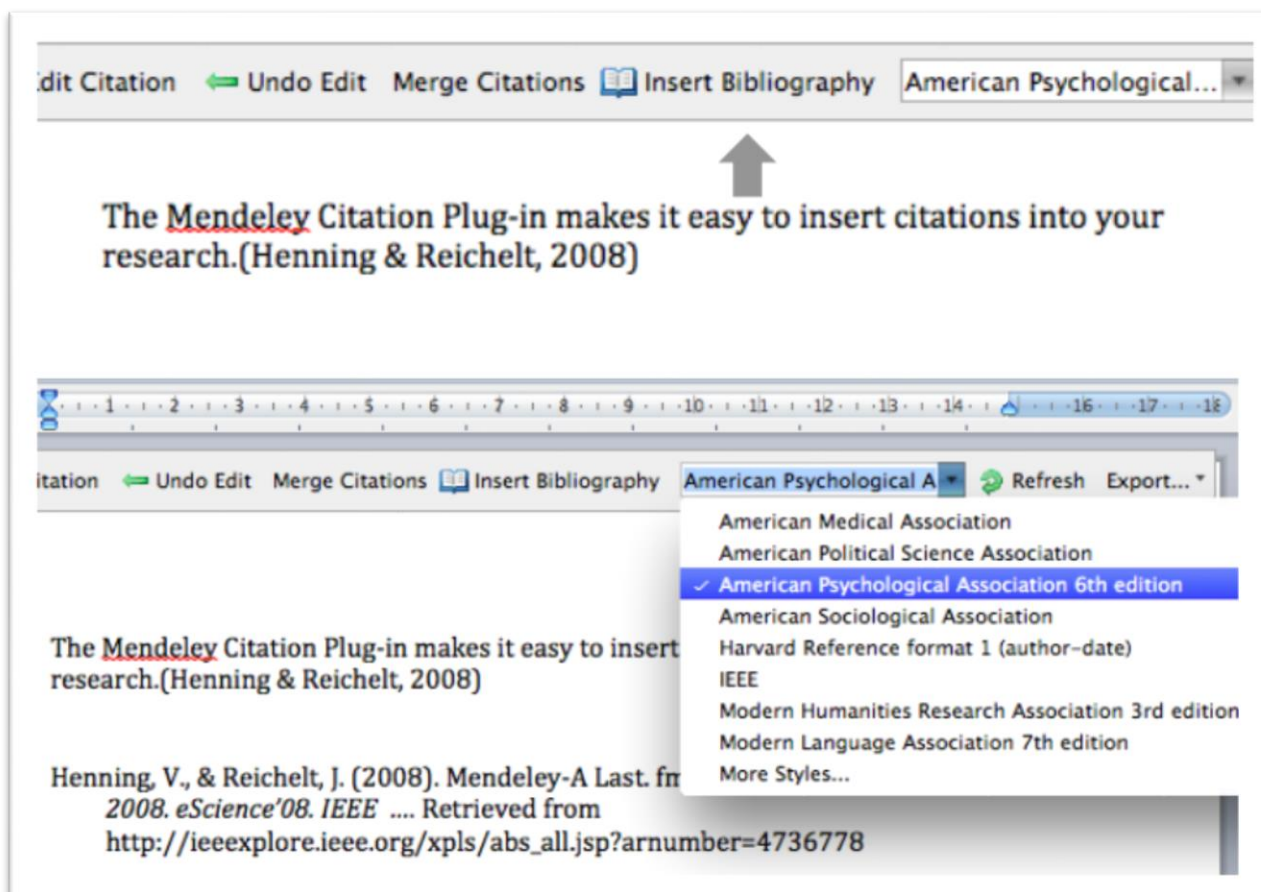 dit Citation Undo Edit Merge Citations Insert Bibliography American Psychological...
The Mendeley Citation Plug-in makes it easy to insert citations into your
research.(Henning & Reichelt, 2008)
1 2 3 4 5 6 7 8 9 10 11 12 13 14 16 17 18
itation Undo Edit Merge Citations Insert Bibliography American Psychological A Refresh Export...
American Medical Association
American Political Science Association
✓ American Psychological Association 6th edition
American Sociological Association
Harvard Reference format 1 (author-date)
IEEE
Modern Humanities Research Association 3rd edition
Modern Language Association 7th edition
More Styles...
The Mendeley Citation Plug-in makes it easy to insert
research.(Henning & Reichelt, 2008)
Henning, V., & Reichelt, J. (2008). Mendeley-A Last. fm
2008. eScience'08. IEEE .... Retrieved from
http://ieeexplore.ieee.org/xpls/abs_all.jsp?arnumber=4736778